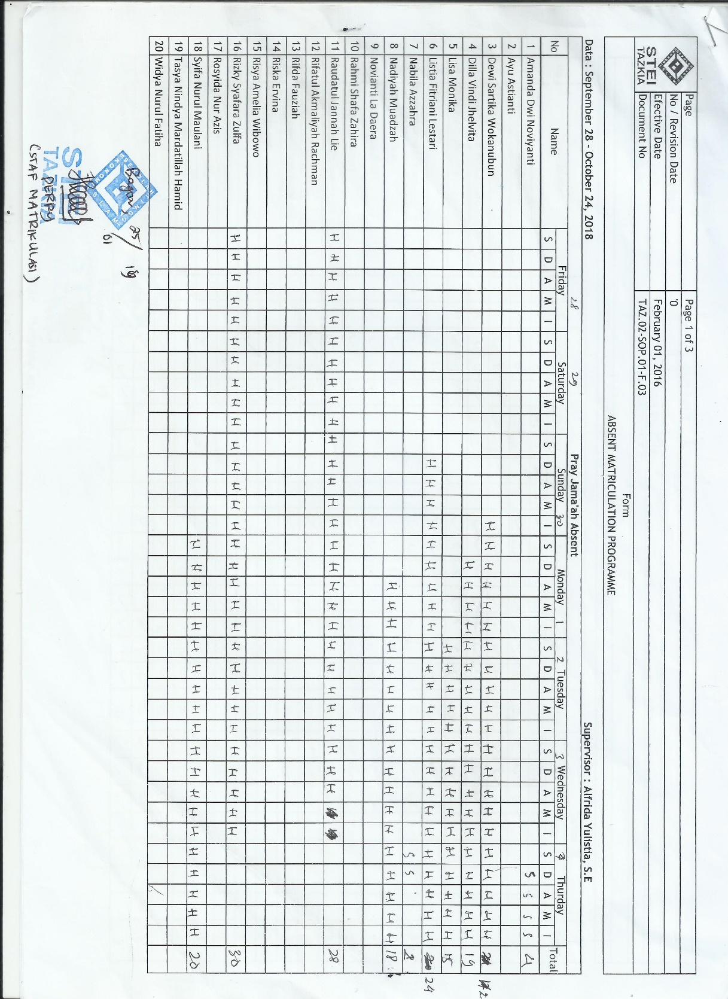 STEI
TAZKIA
Page Page 1 of 3
No / Revision Date '0
Efective Date February 01, 2016
Document No TAZ.02-SOP.01-F.03
Form
ABSENT MATRICULATION PROGRAMME
Data : September 28 - October 24, 2018 Supervisor : Alfrida Yulistia, S.E
Pray Jama'ah Absent
No Name Friday 28 Saturday 29 Sunday 30 Monday 1 2 Tuesday 3 Wednesday 4 Thurday Total
S D A M I S D A M I S D A M I S D A M I S D A M I S D A M I S D A M I
1 Amanda Dwi Noviyanti S S S S 4
2 Ayu Astianti
3 Dewi Sartika Wokanubun H H H H H H H H H H H H H H H H H H H H H
4 Dilla Vindi Jhelvita H H H H H H H H H H H H H H H H H H H 19
5 Lisa Monika H H H H H H H H H H H H H H H 15
6 Listia Fitriani Lestari H H H H H H H H H H H H H H H H H H H H H H H H 24
7 Nabila Azzahra S S 2
8 Nadiyah Muadzah H H H H H H H H H H H H H H H H H H 18
9 Novianti La Daera
10 Rahmi Shafa Zahira
11 Raudatul Jannah Lie H H H H H H H H H H H H H H H H H H H H H H H H H H H H 28
12 Rifatul Akmaliyah Rachman
13 Rifda Fauziah
14 Riska Ervina
15 Risya Amelia Wibowo
16 Rizky Syafara Zulfa H H H H H H H H H H H H H H H H H H H H H H H H H H H H H H 30
17 Rosyida Nur Azis
18 Syifa Nurul Maulani H H H H H H H H H H H H H H H H H H H H 20
19 Tasya Nindya Mardatillah Hamid
20 Widya Nurul Fatiha
Bogor, 25/01 19
STEI
TAZKIA
PERPY
(STAF MATRIKULASI)